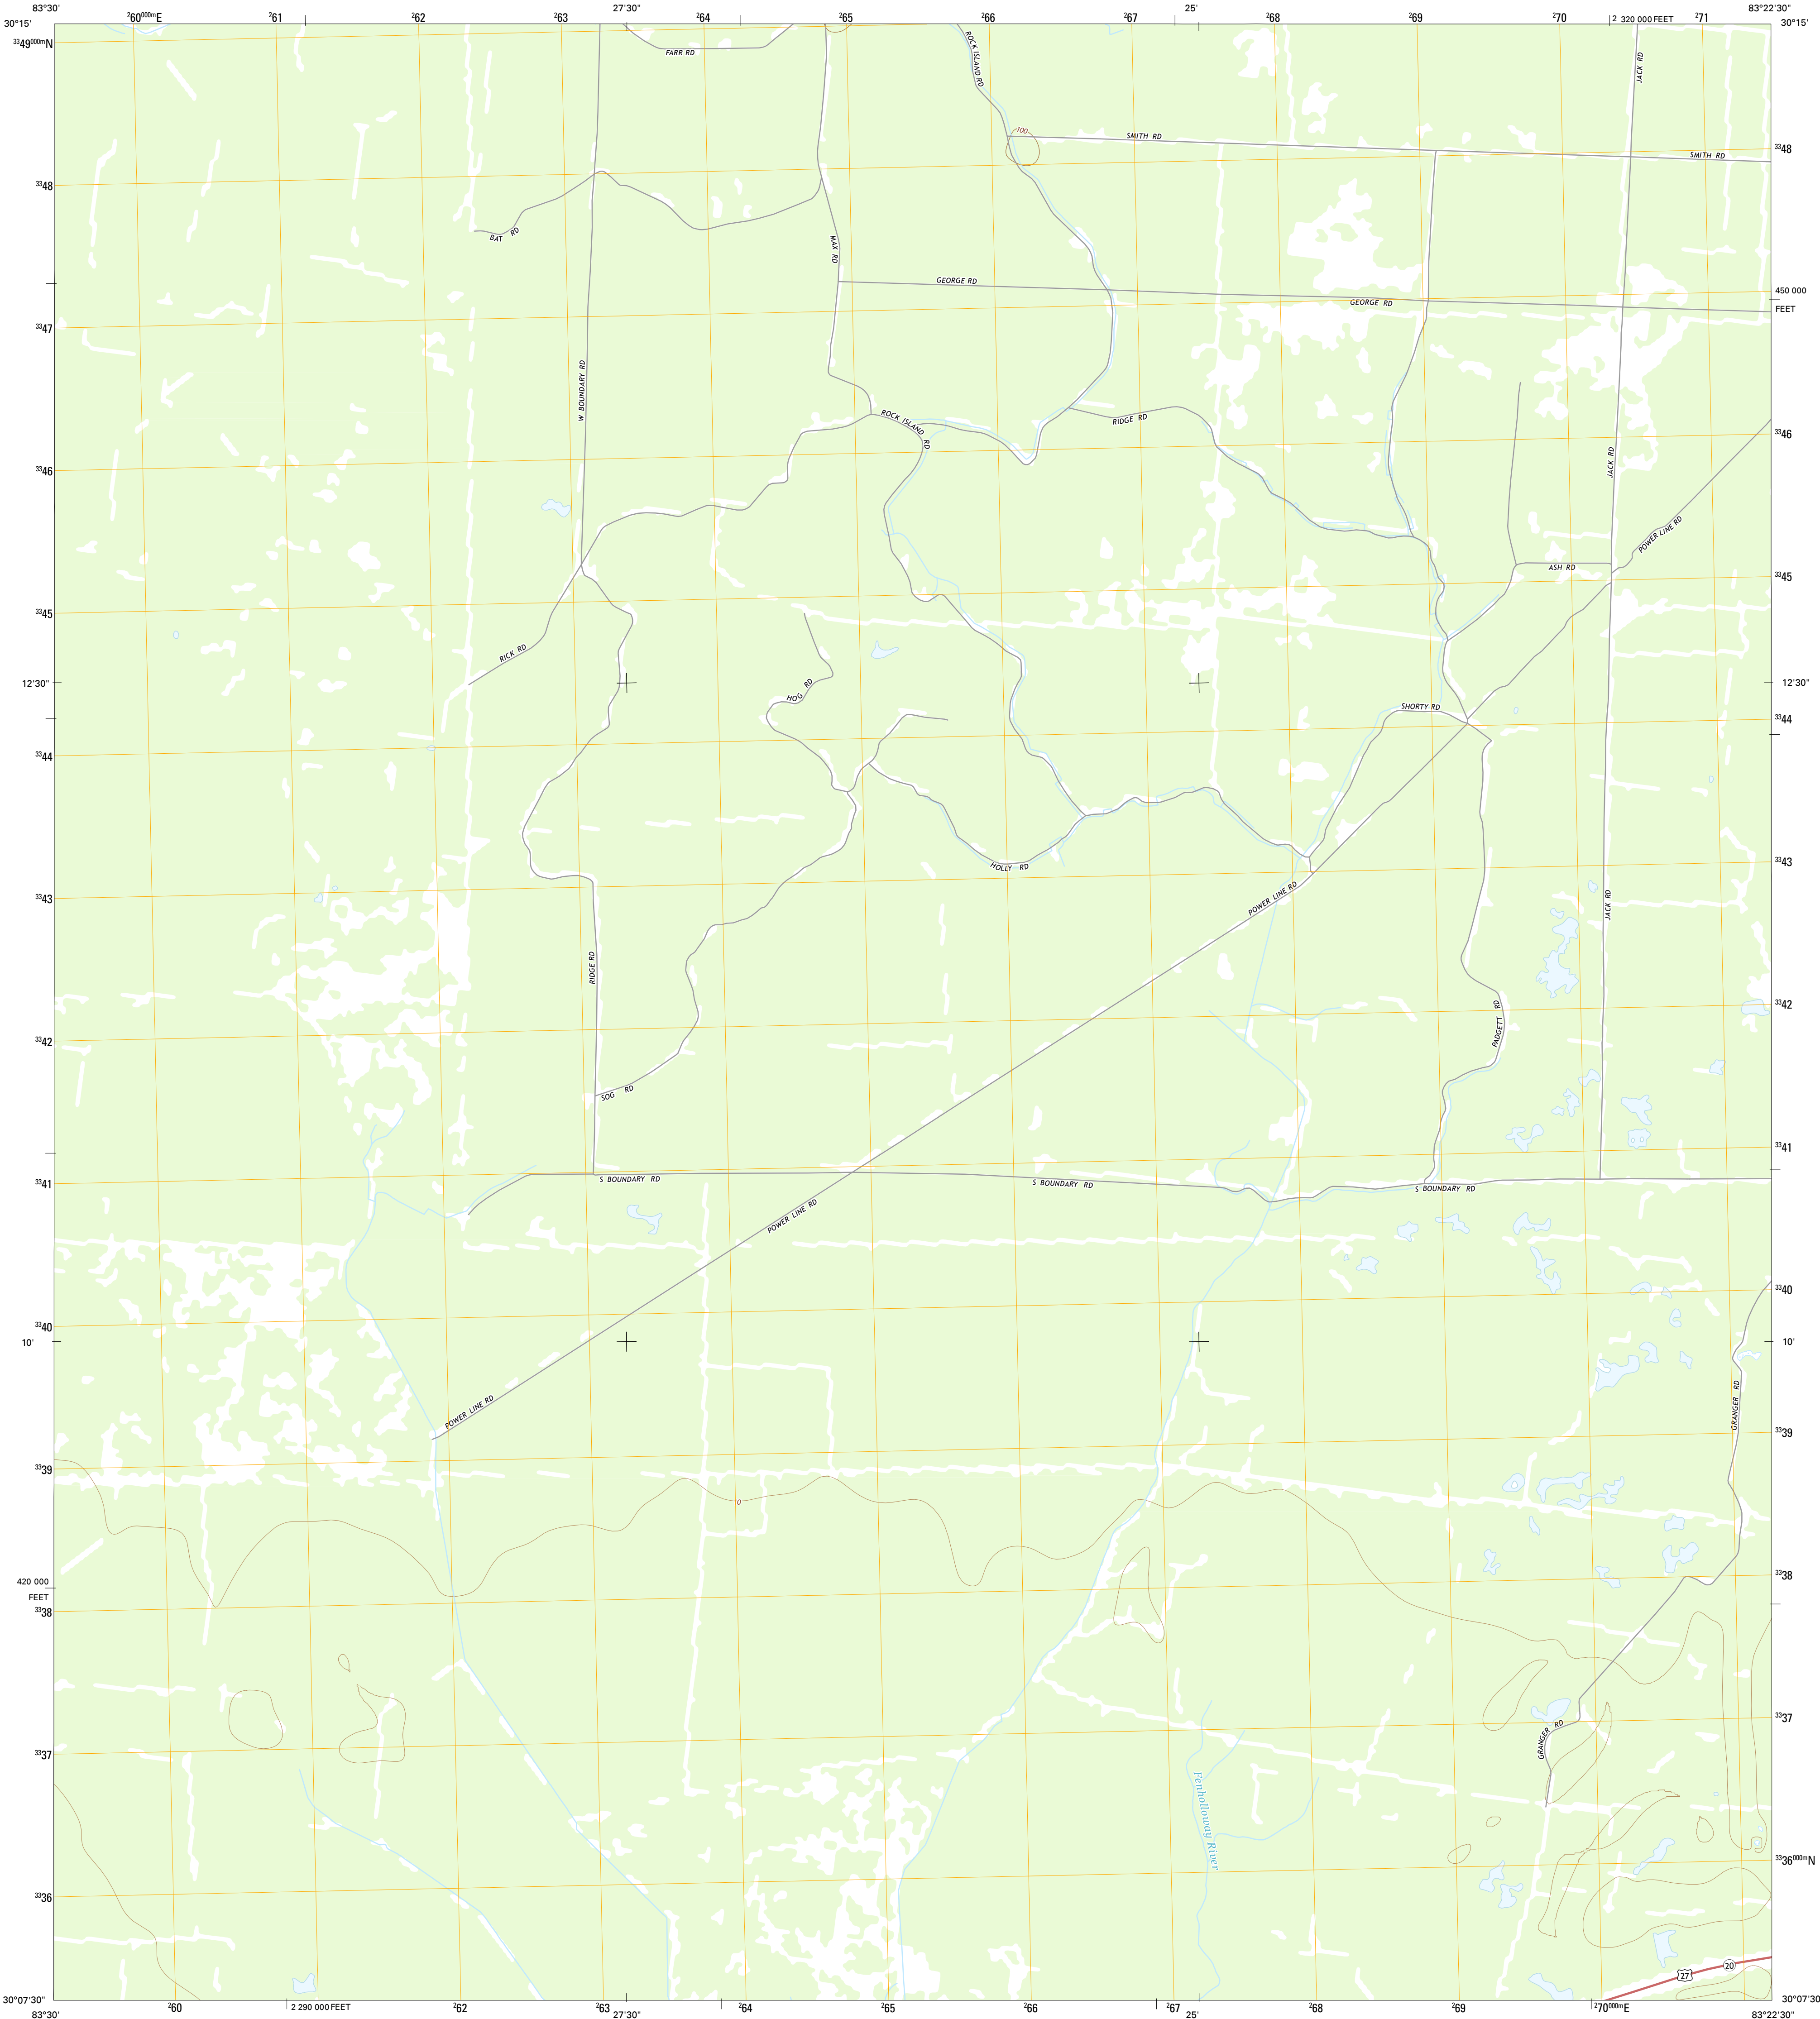 83°30'
²60⁰⁰⁰ᵐE
²61
²62
²63
27'30"
²64
²65
²66
²67
25'
²68
²69
²70
2 320 000 FEET
²71
83°22'30"
30°15'
30°15'
³³49⁰⁰⁰ᵐN
FARR RD
ROCK ISLAND RD
JACK RD
100
SMITH RD
SMITH RD
³³48
³³48
BAT RD
MAX RD
GEORGE RD
GEORGE RD
450 000
FEET
³³47
W BOUNDARY RD
ROCK ISLAND RD
RIDGE RD
³³46
³³46
JACK RD
POWER LINE RD
ASH RD
³³45
³³45
RICK RD
HOG RD
12'30"
12'30"
SHORTY RD
³³44
³³44
HOLLY RD
³³43
³³43
POWER LINE RD
JACK RD
RIDGE RD
³³42
³³42
PADGETT RD
SOG RD
³³41
³³41
S BOUNDARY RD
S BOUNDARY RD
S BOUNDARY RD
POWER LINE RD
³³40
³³40
10'
10'
GRANGER RD
POWER LINE RD
³³39
³³39
0
420 000
FEET
³³38
³³38
³³37
³³37
GRANGER RD
Fenholloway River
³³36⁰⁰⁰ᵐN
³³36
27
20
30°07'30"
30°07'30"
83°30'
²60
2 290 000 FEET
²62
²63
27'30"
²64
²65
²66
²67
25'
²68
²69
²70⁰⁰⁰ᵐE
83°22'30"